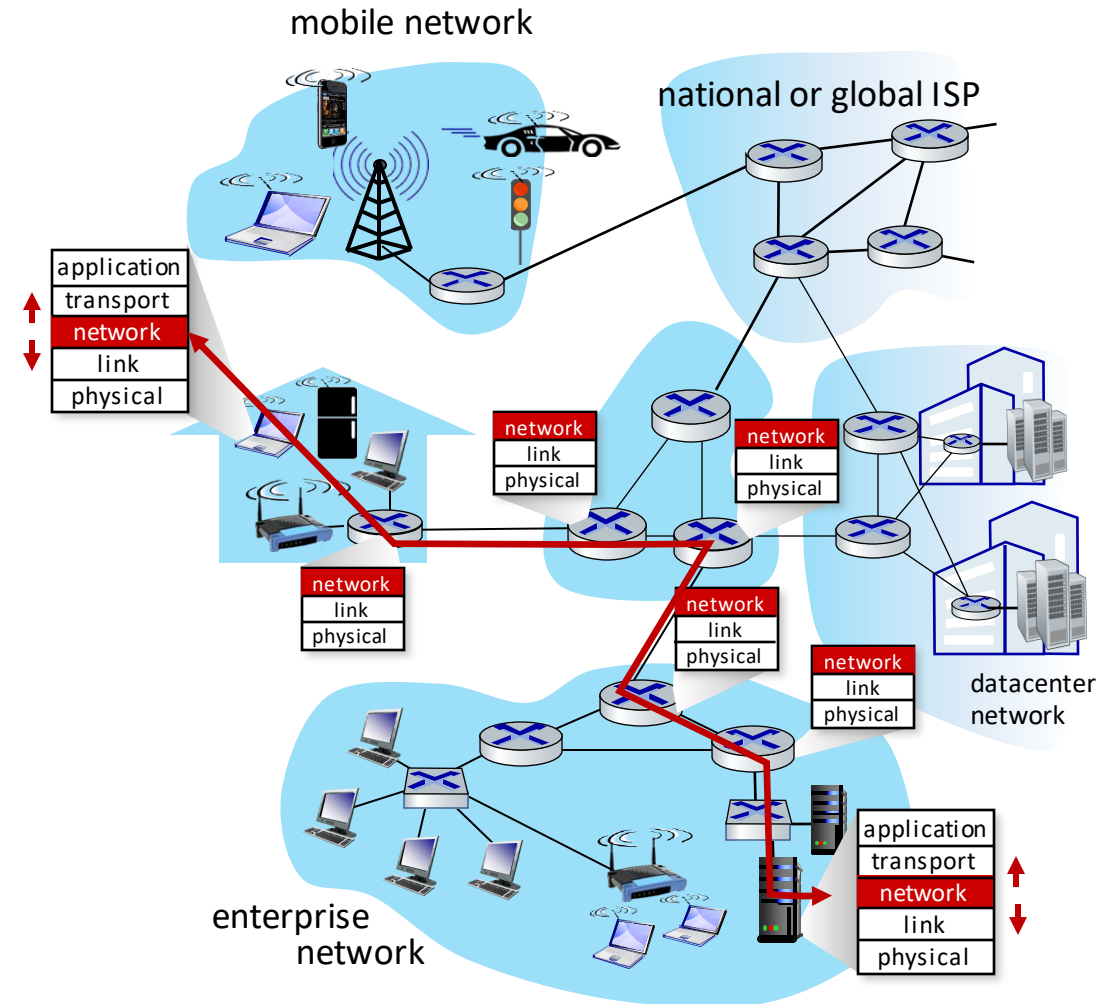 mobile network
national or global ISP
application
transport
network
link
physical
network
link
physical
network
link
physical
network
link
physical
network
link
physical
network
link
physical
datacenter
network
application
transport
network
link
physical
enterprise
network